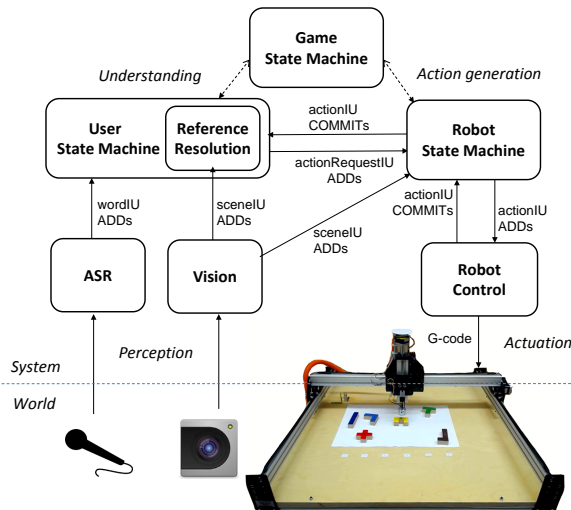 Game
State Machine
Understanding
Action generation
User
State Machine
Reference
Resolution
actionIU
COMMITs
actionRequestIU
ADDs
Robot
State Machine
wordIU
ADDs
sceneIU
ADDs
sceneIU
ADDs
actionIU
COMMITs
actionIU
ADDs
ASR
Vision
Robot
Control
G-code
Perception
Actuation
System
World